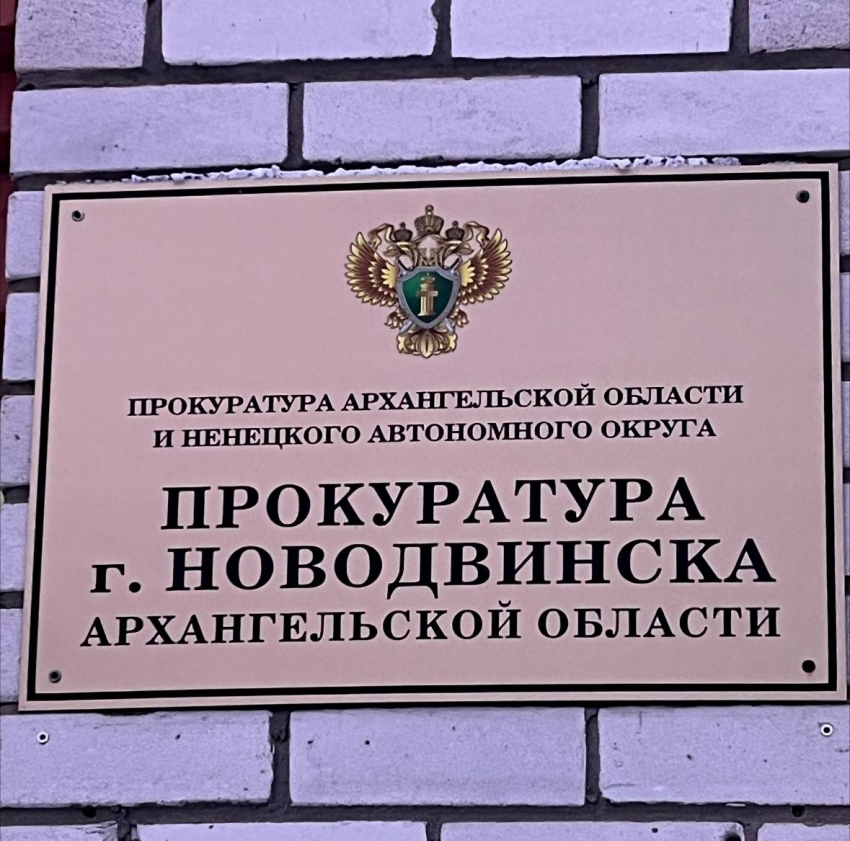 ПРОКУРАТУРА АРХАНГЕЛЬСКОЙ ОБЛАСТИ
И НЕНЕЦКОГО АВТОНОМНОГО ОКРУГА
ПРОКУРАТУРА
г. НОВОДВИНСКА
АРХАНГЕЛЬСКОЙ ОБЛАСТИ